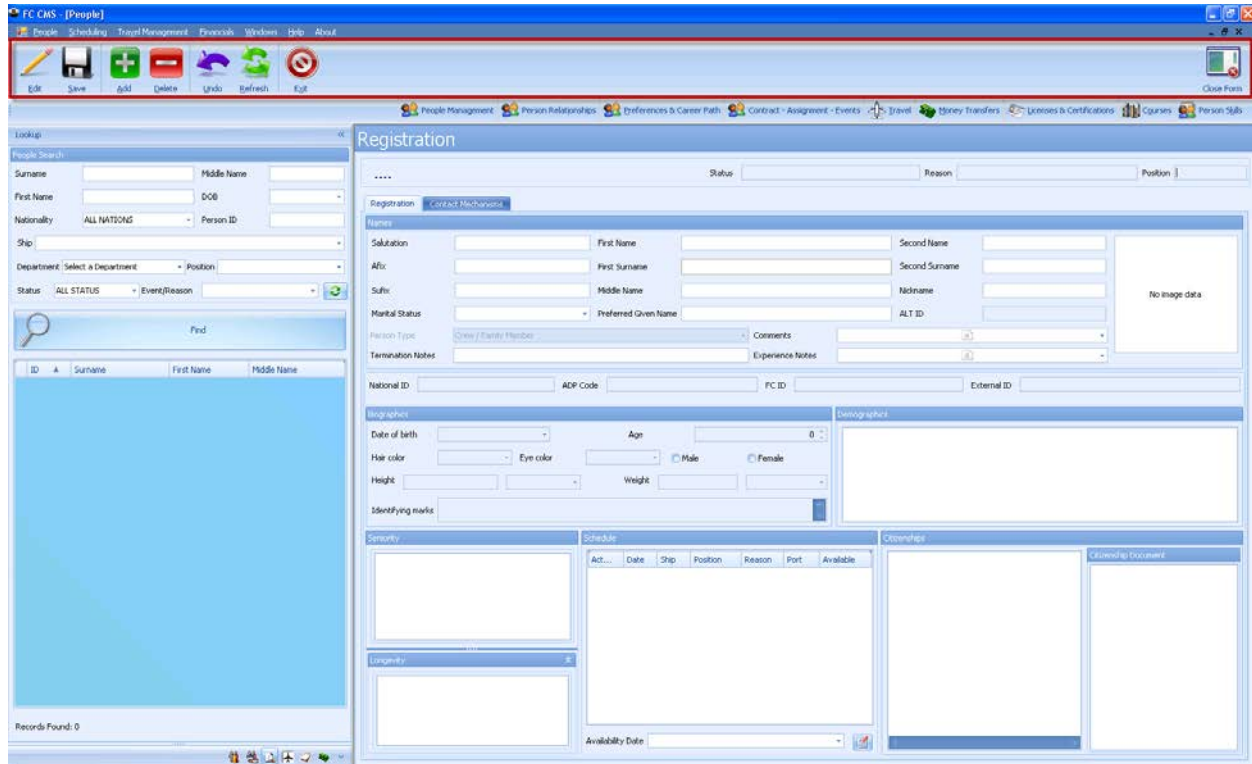 FC CMS - [People]
People Scheduling Travel Management Financials Windows Help About
Edit Save Add Delete Undo Refresh Exit Close Form
People Management Person Relationships Preferences & Career Path Contract - Assignment - Events Travel Money Transfers Licenses & Certifications Courses Person Skills
Lookup
People Search
Surname Middle Name
First Name DOB
Nationality ALL NATIONS Person ID
Ship
Department Select a Department Position
Status ALL STATUS Event/Reason
Find
ID Surname First Name Middle Name
Records Found: 0
Registration
.... Status Reason Position
Registration Contact Mechanisms
Names
Salutation First Name Second Name
Afix First Surname Second Surname
Sufix Middle Name Nickname
No image data
Marital Status Preferred Given Name ALT ID
Person Type Crew / Family Member Comments
Termination Notes Experience Notes
National ID ADP Code FC ID External ID
Biographics Demographics
Date of birth Age 0
Hair color Eye color Male Female
Height Weight
Identifying marks
Seniority Schedule Citizenships
Act... Date Ship Position Reason Port Available
Citizenship Document
Longevity
Availability Date